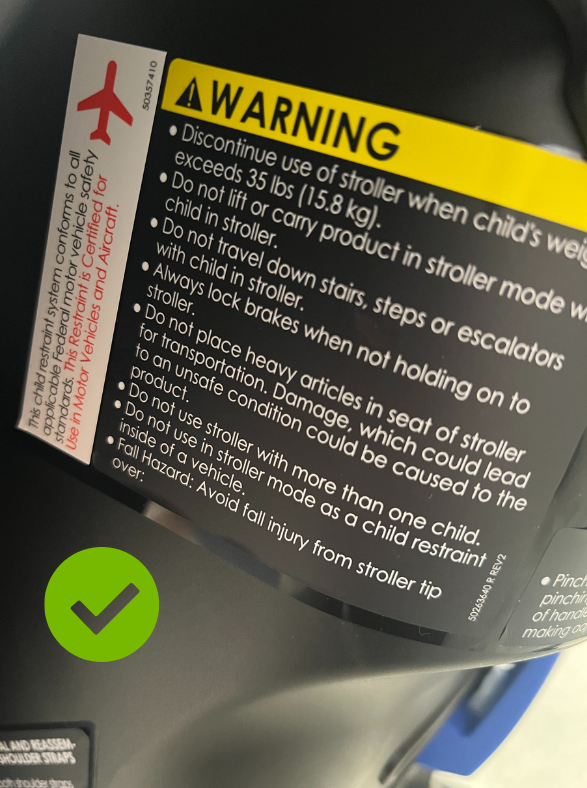 This child restraint system conforms to all
applicable Federal motor vehicle safety
standards. This Restraint is Certified for
Use in Motor Vehicles and Aircraft.
50357410
WARNING
• Discontinue use of stroller when child's
exceeds 35 lbs (15.8 kg).
• Do not lift or carry product in stroller mode
child in stroller.
• Do not travel down stairs, steps or escalators
with child in stroller.
• Always lock brakes when not holding on to
stroller.
• Do not place heavy articles in seat of stroller
for transportation. Damage, which could lead
to an unsafe condition could be caused to the
product.
• Do not use stroller with more than one child.
• Do not use in stroller mode as a child restraint
inside of a vehicle.
• Fall Hazard: Avoid fall injury from stroller tip
over:
50263640 R REV2
• Pinch
of
making
AND REASSEM-
SHOULDER STRAPS
shoulder straps